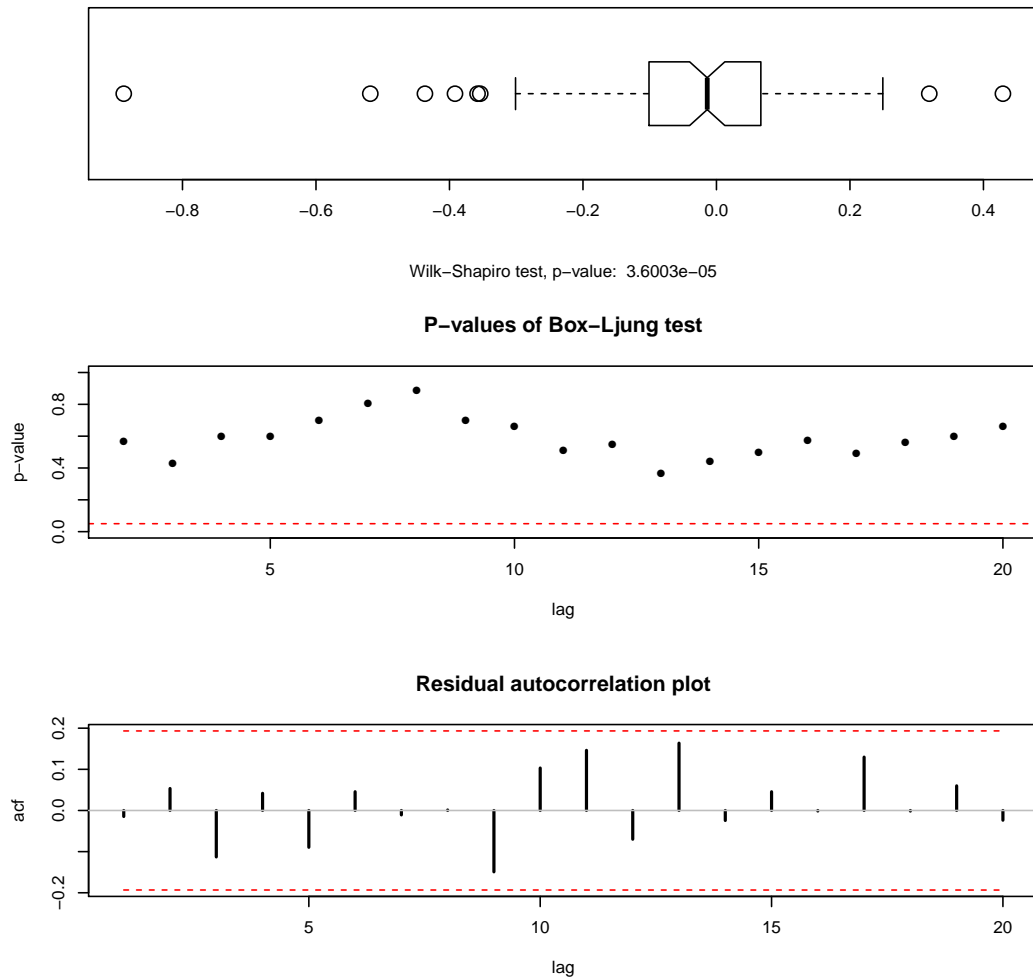 −0.8 −0.6 −0.4 −0.2 0.0 0.2 0.4
Wilk−Shapiro test, p−value: 3.6003e−05
P−values of Box−Ljung test
0.8
0.4
0.0
p−value
5 10 15 20
lag
Residual autocorrelation plot
0.2
0.1
0.0
−0.2
acf
5 10 15 20
lag